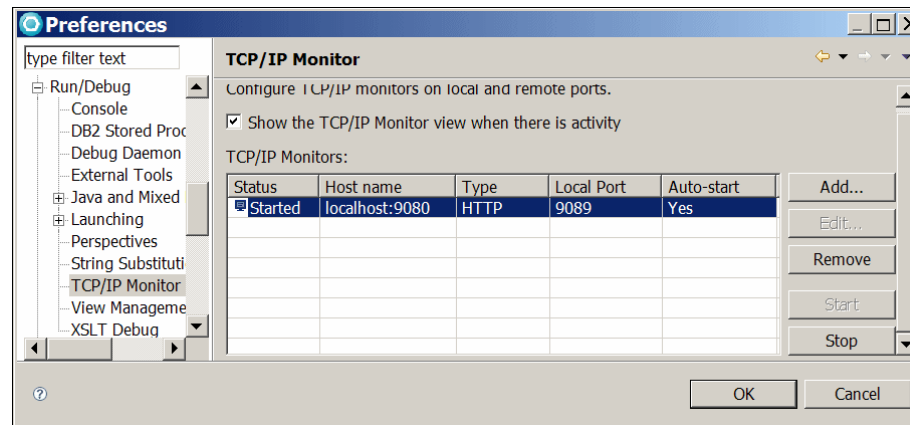 Preferences
type filter text
TCP/IP Monitor
Run/Debug
Console
DB2 Stored Proc
Debug Daemon
External Tools
Java and Mixed
Launching
Perspectives
String Substituti
TCP/IP Monitor
View Manageme
XSLT Debug
Configure TCP/IP monitors on local and remote ports.
Show the TCP/IP Monitor view when there is activity
TCP/IP Monitors:
Status Host name Type Local Port Auto-start
Started localhost:9080 HTTP 9089 Yes
Add...
Edit...
Remove
Start
Stop
?
OK Cancel